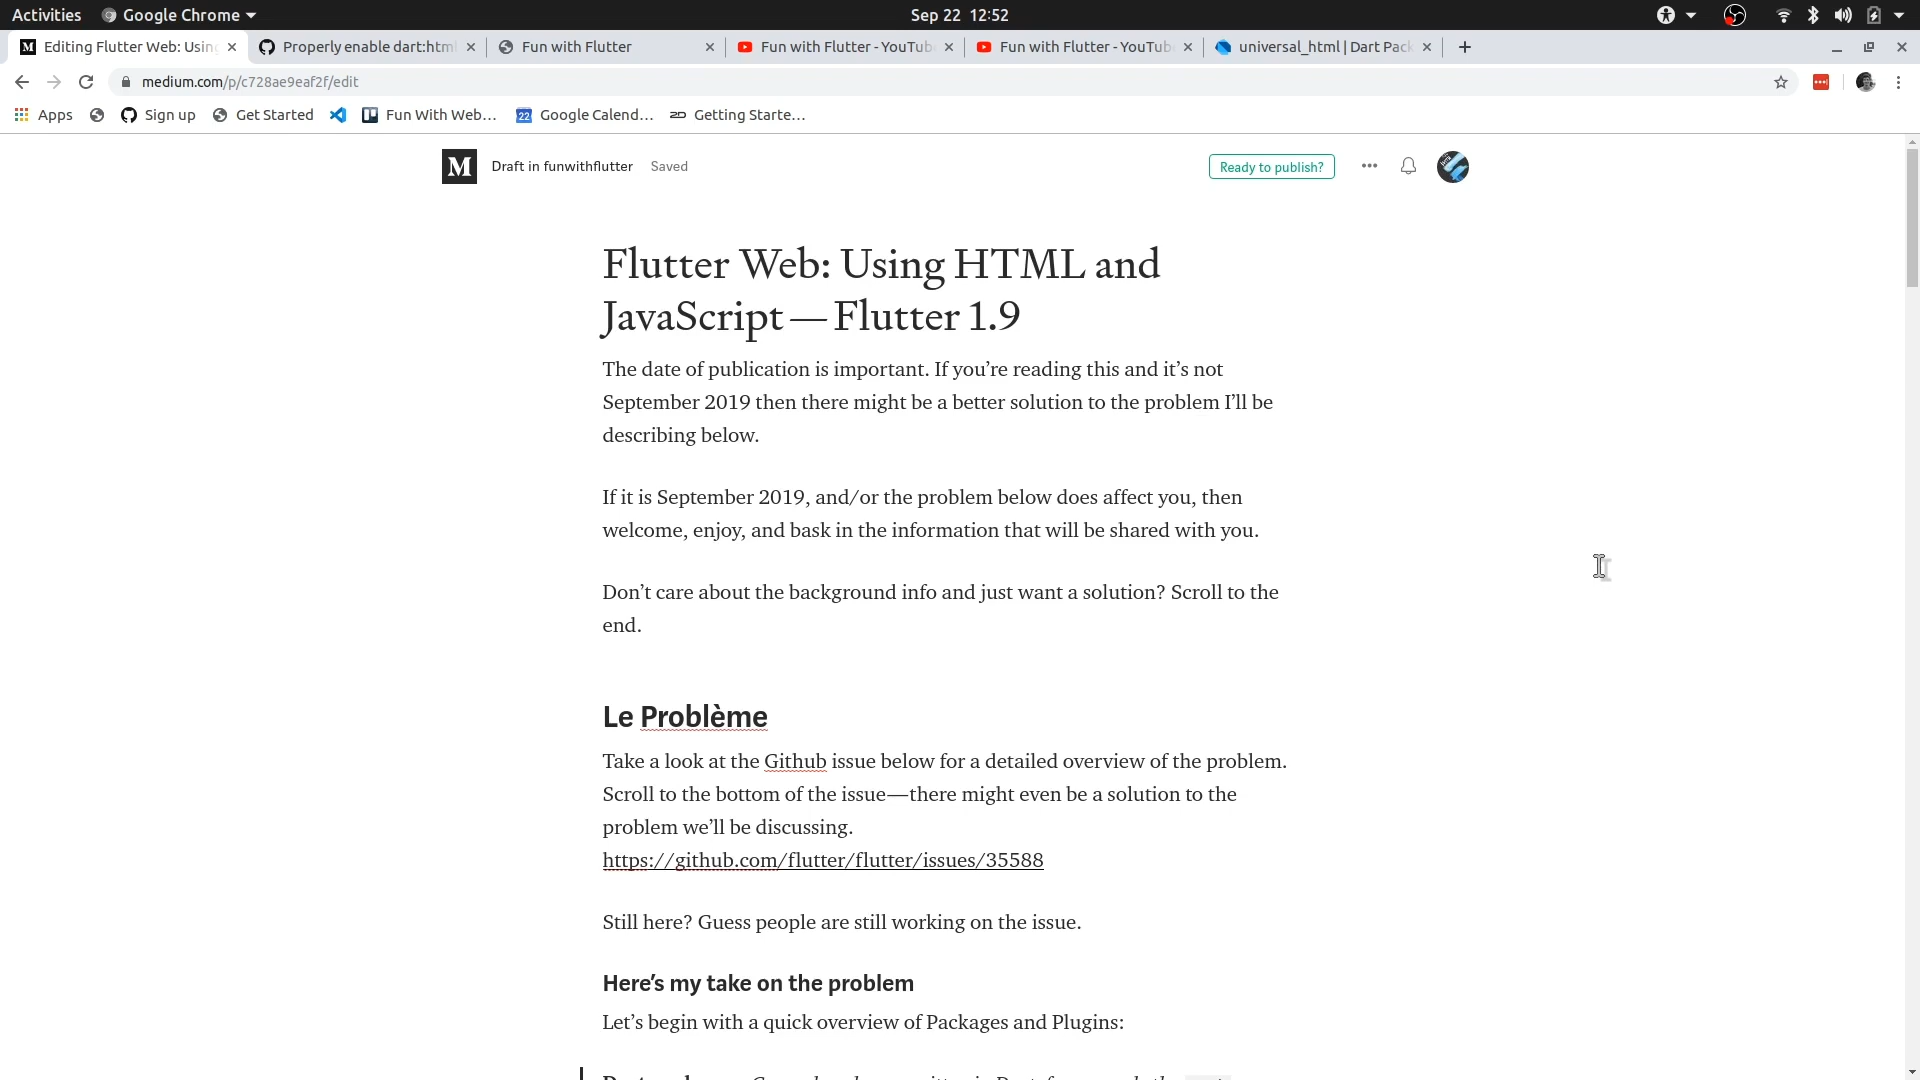 Activities Google Chrome Sep 22 12:52
Editing Flutter Web: Using Properly enable dart:html Fun with Flutter Fun with Flutter - YouTub Fun with Flutter - YouTub universal_html | Dart Pack
medium.com/p/c728ae9eaf2f/edit
Apps Sign up Get Started Fun With Web... 22 Google Calend... Getting Starte...
M Draft in funwithflutter Saved Ready to publish?
Flutter Web: Using HTML and
JavaScript — Flutter 1.9
The date of publication is important. If you’re reading this and it’s not
September 2019 then there might be a better solution to the problem I’ll be
describing below.
If it is September 2019, and/or the problem below does affect you, then
welcome, enjoy, and bask in the information that will be shared with you.
Don’t care about the background info and just want a solution? Scroll to the
end.
Le Problème
Take a look at the Github issue below for a detailed overview of the problem.
Scroll to the bottom of the issue—there might even be a solution to the
problem we’ll be discussing.
https://github.com/flutter/flutter/issues/35588
Still here? Guess people are still working on the issue.
Here’s my take on the problem
Let’s begin with a quick overview of Packages and Plugins: